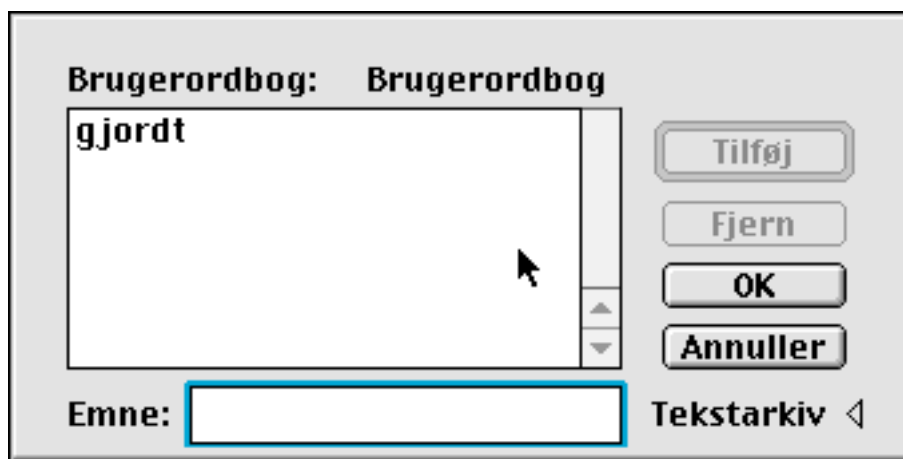 Brugerordbog: Brugerordbog
gjordt
Tilføj
Fjern
OK
Annuller
Emne:
Tekstarkiv